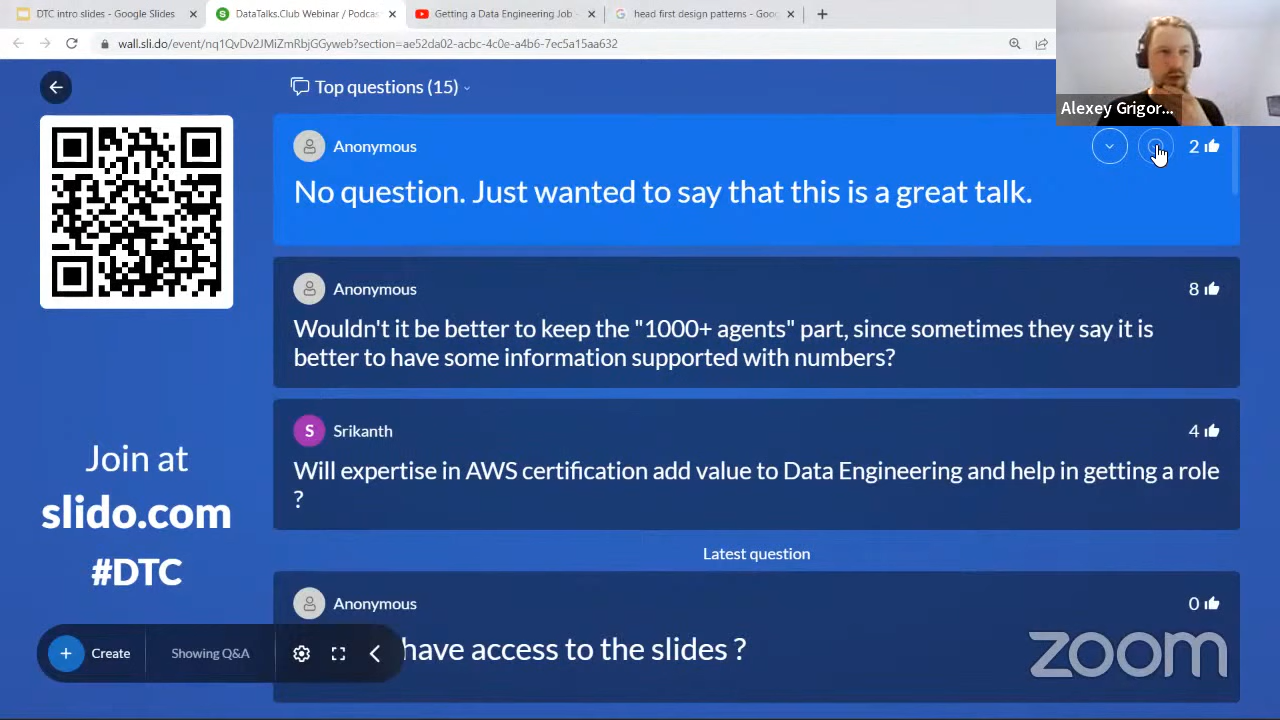 DTC intro slides - Google Slides
DataTalks.Club Webinar / Podcas
Getting a Data Engineering Job -
head first design patterns - Goog
wall.sli.do/event/nq1QvDv2JMiZmRbjGGyweb?section=ae52da02-acbc-4c0e-a4b6-7ec5a15aa632
Alexey Grigor...
Top questions (15)
Anonymous
2
No question. Just wanted to say that this is a great talk.
Anonymous
8
Wouldn't it be better to keep the "1000+ agents" part, since sometimes they say it is
better to have some information supported with numbers?
S
Srikanth
4
Will expertise in AWS certification add value to Data Engineering and help in getting a role
?
Latest question
Anonymous
0
have access to the slides ?
Join at
slido.com
#DTC
+ Create
Showing Q&A
zoom